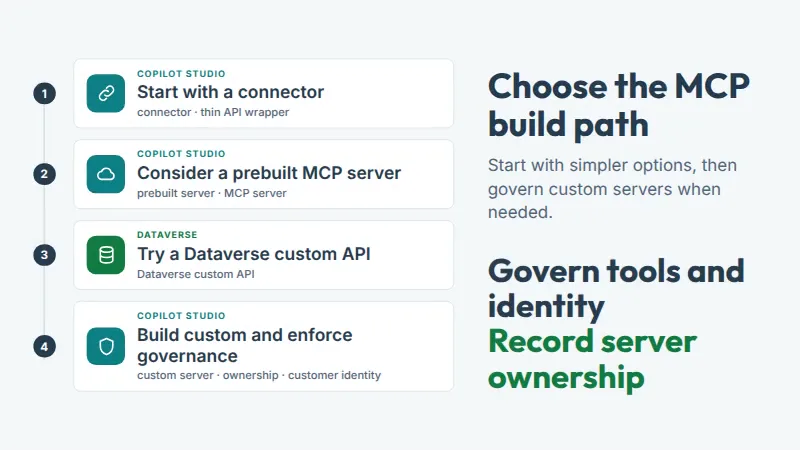 1
COPILOT STUDIO
Start with a connector
connector · thin API wrapper
2
COPILOT STUDIO
Consider a prebuilt MCP server
prebuilt server · MCP server
3
DATAVERSE
Try a Dataverse custom API
Dataverse custom API
4
COPILOT STUDIO
Build custom and enforce
governance
custom server · ownership · customer identity
Choose the MCP
build path
Start with simpler options, then
govern custom servers when
needed.
Govern tools and
identity
Record server
ownership